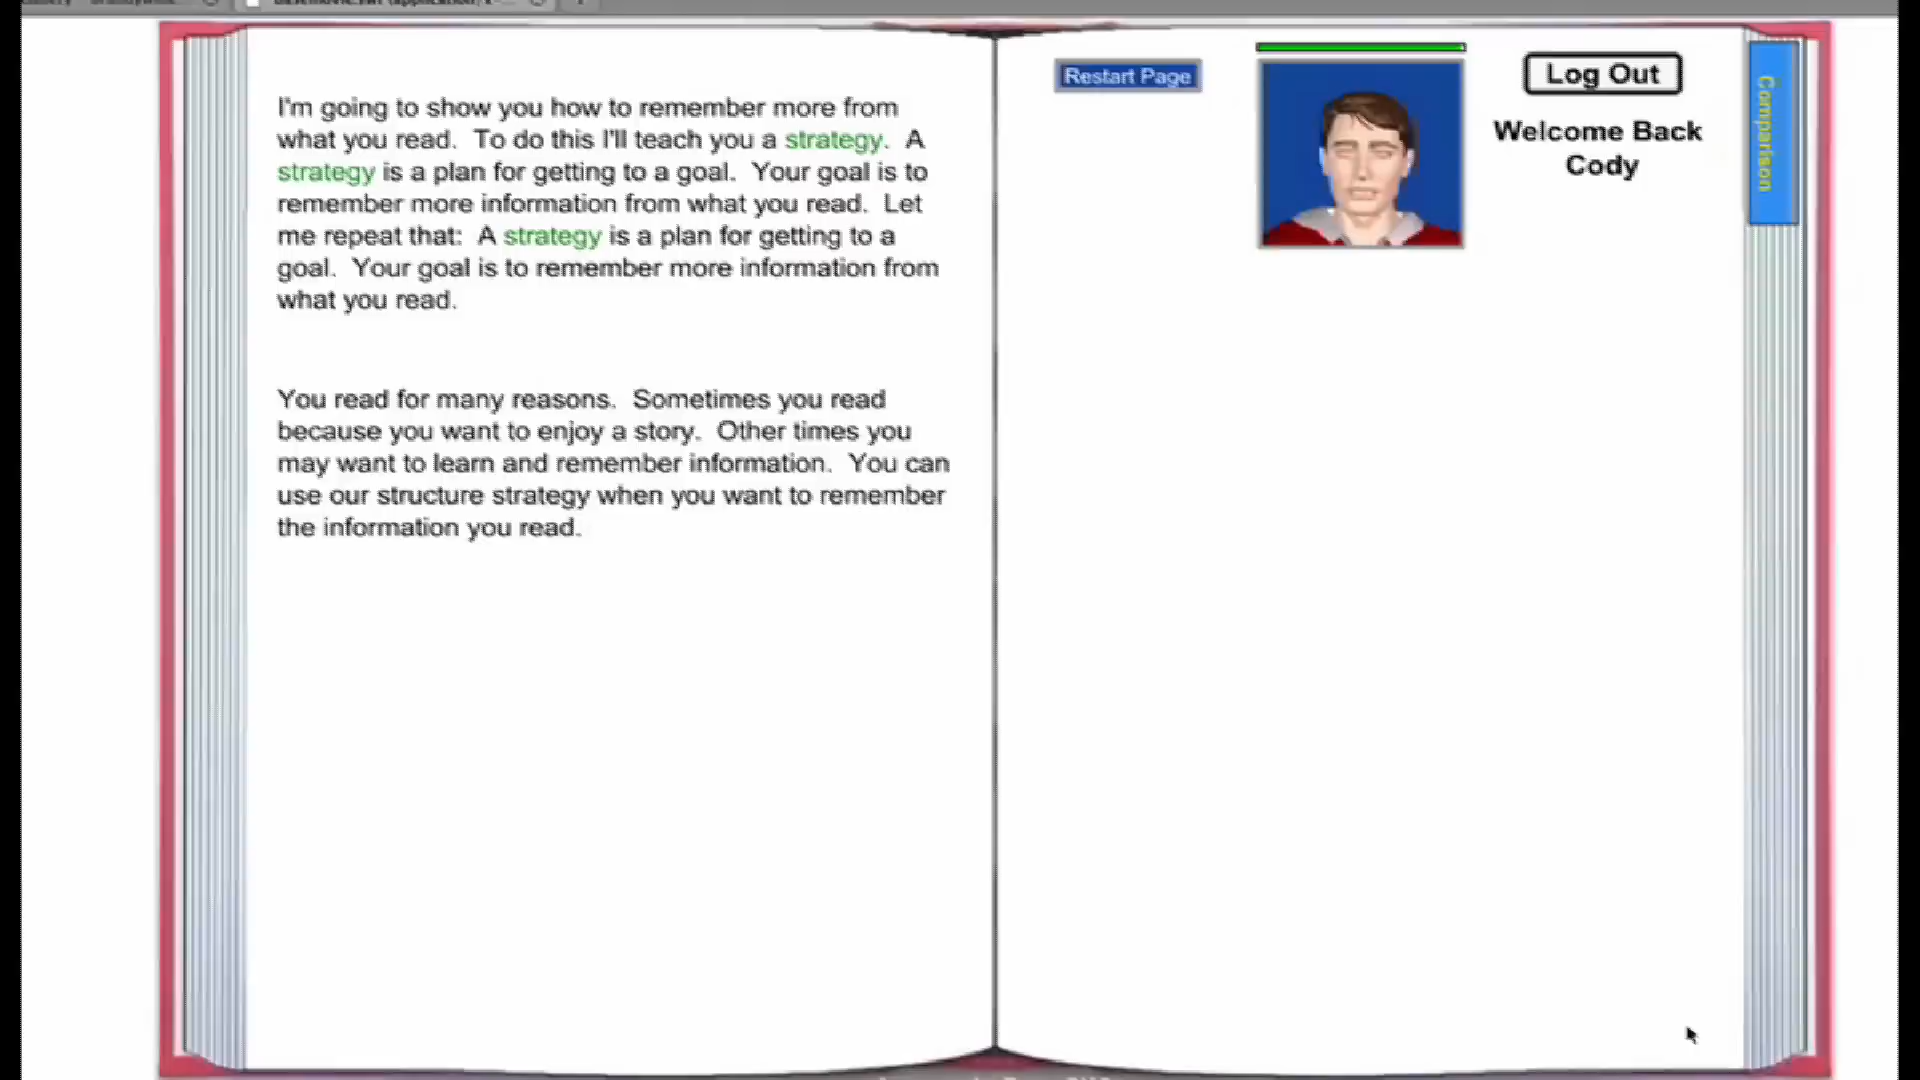 I'm going to show you how to remember more from
what you read. To do this I'll teach you a strategy. A
strategy is a plan for getting to a goal. Your goal is to
remember more information from what you read. Let
me repeat that: A strategy is a plan for getting to a
goal. Your goal is to remember more information from
what you read.
You read for many reasons. Sometimes you read
because you want to enjoy a story. Other times you
may want to learn and remember information. You can
use our structure strategy when you want to remember
the information you read.
Restart Page
Log Out
Welcome Back
Cody
Comparison